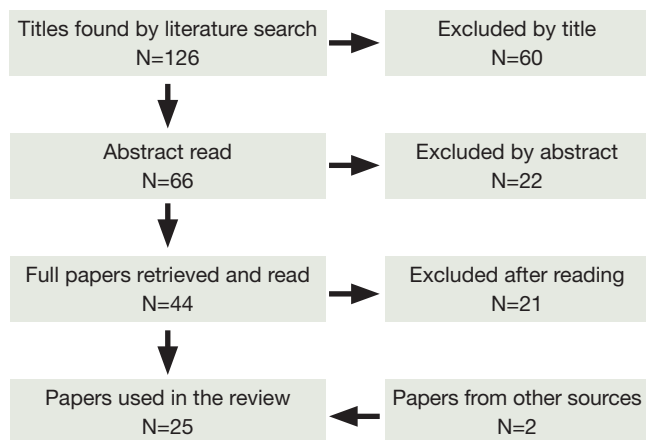 Titles found by literature search
N=126
Excluded by title
N=60
Abstract read
N=66
Excluded by abstract
N=22
Full papers retrieved and read
N=44
Excluded after reading
N=21
Papers used in the review
N=25
Papers from other sources
N=2